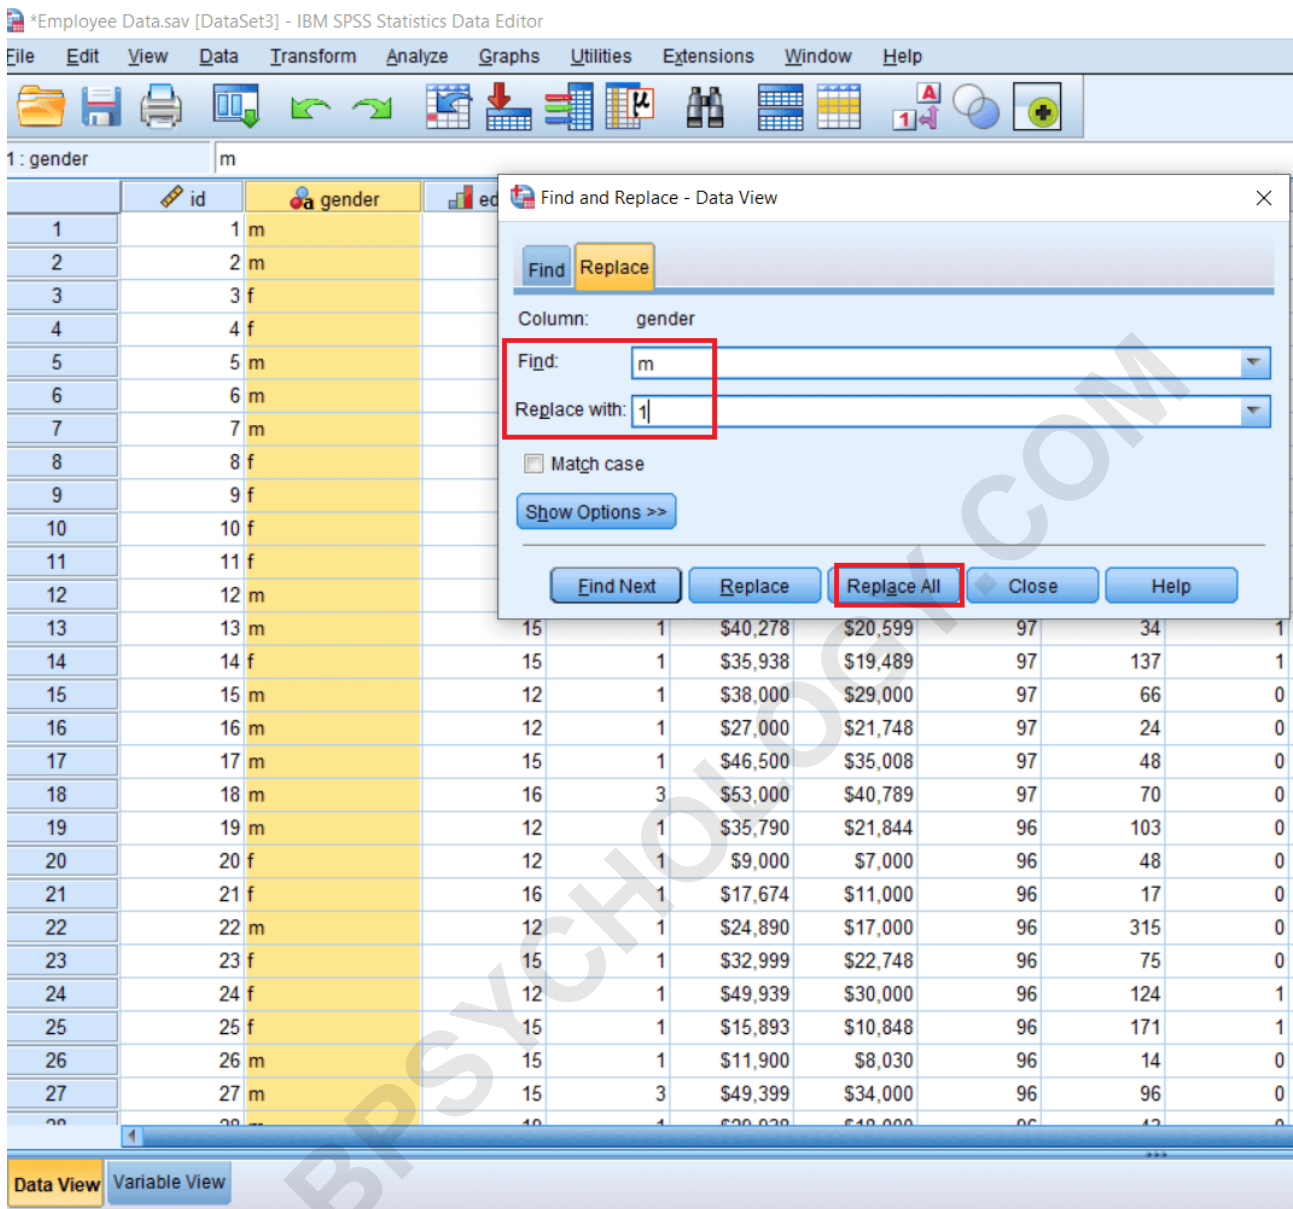 *Employee Data.sav [DataSet3] - IBM SPSS Statistics Data Editor
File Edit View Data Transform Analyze Graphs Utilities Extensions Window Help
1 : gender m
id gender ed
Find and Replace - Data View
Find Replace
Column: gender
Find: m
Replace with: 1
Match case
Show Options >>
Find Next Replace Replace All Close Help
1 1 m
2 2 m
3 3 f
4 4 f
5 5 m
6 6 m
7 7 m
8 8 f
9 9 f
10 10 f
11 11 f
12 12 m
13 13 m 15 1 $40,278 $20,599 97 34 1
14 14 f 15 1 $35,938 $19,489 97 137 1
15 15 m 12 1 $38,000 $29,000 97 66 0
16 16 m 12 1 $27,000 $21,748 97 24 0
17 17 m 15 1 $46,500 $35,008 97 48 0
18 18 m 16 3 $53,000 $40,789 97 70 0
19 19 m 12 1 $35,790 $21,844 96 103 0
20 20 f 12 1 $9,000 $7,000 96 48 0
21 21 f 16 1 $17,674 $11,000 96 17 0
22 22 m 12 1 $24,890 $17,000 96 315 0
23 23 f 15 1 $32,999 $22,748 96 75 0
24 24 f 12 1 $49,939 $30,000 96 124 1
25 25 f 15 1 $15,893 $10,848 96 171 1
26 26 m 15 1 $11,900 $8,030 96 14 0
27 27 m 15 3 $49,399 $34,000 96 96 0
Data View Variable View
BPSYCHOLOGY.COM